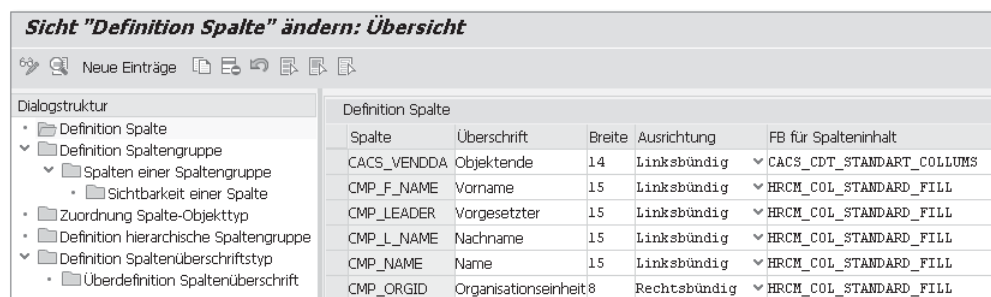 Sicht "Definition Spalte" ändern: Übersicht
Neue Einträge
Dialogstruktur
Definition Spalte
Definition Spaltengruppe
Spalten einer Spaltengruppe
Sichtbarkeit einer Spalte
Zuordnung Spalte-Objekttyp
Definition hierarchische Spaltengruppe
Definition Spaltenüberschriftstyp
Überdefinition Spaltenüberschrift
Definition Spalte
Spalte Überschrift Breite Ausrichtung FB für Spalteninhalt
CACS_VENDDA Objektende 14 Linksbündig CACS_CDT_STANDART_COLLUMS
CMP_F_NAME Vorname 15 Linksbündig HRCM_COL_STANDARD_FILL
CMP_LEADER Vorgesetzter 15 Linksbündig HRCM_COL_STANDARD_FILL
CMP_L_NAME Nachname 15 Linksbündig HRCM_COL_STANDARD_FILL
CMP_NAME Name 15 Linksbündig HRCM_COL_STANDARD_FILL
CMP_ORGID Organisationseinheit 8 Rechtsbündig HRCM_COL_STANDARD_FILL